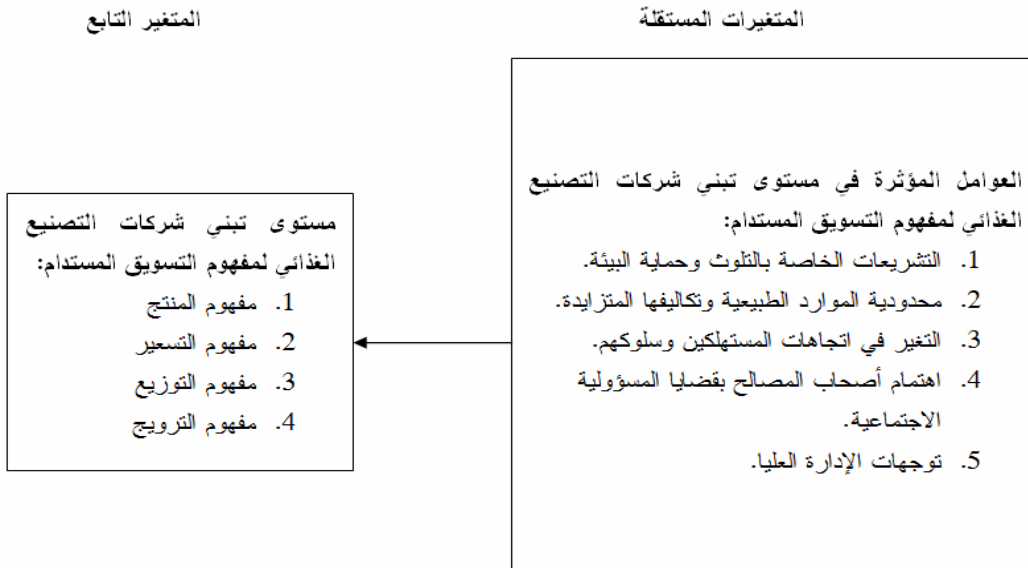 المتغيرات المستقلة
المتغير التابع
العوامل المؤثرة في مستوى تبني شركات التصنيع
الغذائي لمفهوم التسويق المستدام:
1. التشريعات الخاصة بالتلوث وحماية البيئة.
2. محدودية الموارد الطبيعية وتكاليفها المتزايدة.
3. التغير في اتجاهات المستهلكين وسلوكهم.
4. اهتمام أصحاب المصالح بقضايا المسؤولية
الاجتماعية.
5. توجهات الإدارة العليا.
مستوى تبني شركات التصنيع
الغذائي لمفهوم التسويق المستدام:
1. مفهوم المنتج
2. مفهوم التسعير
3. مفهوم التوزيع
4. مفهوم الترويج